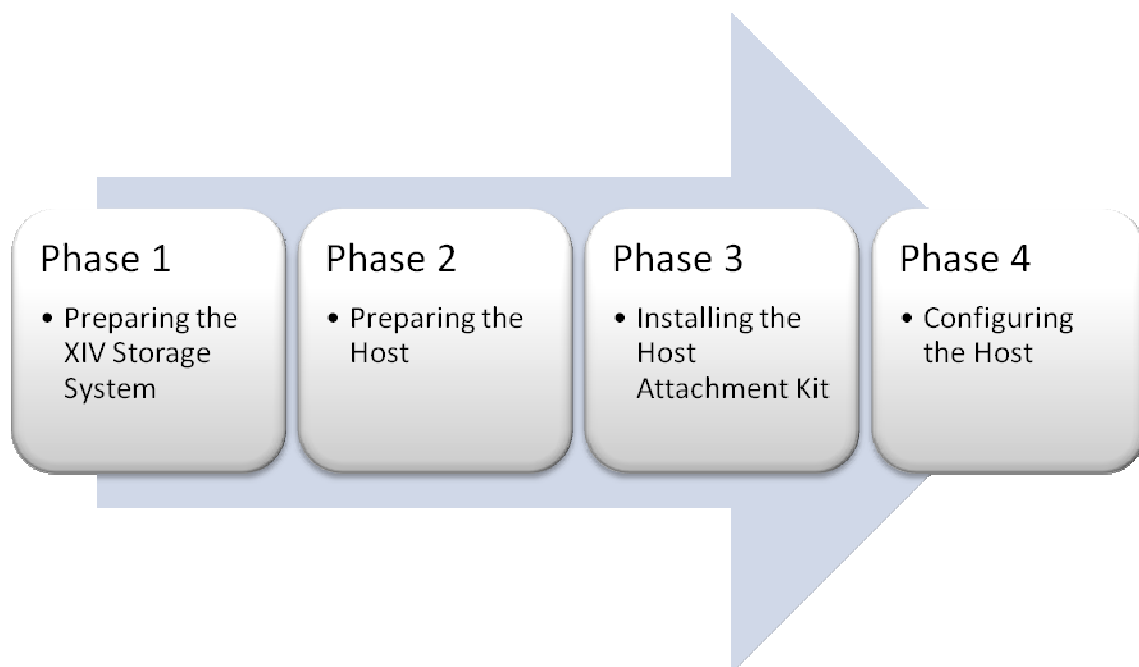 Phase 1
• Preparing the
XIV Storage
System
Phase 2
• Preparing the
Host
Phase 3
• Installing the
Host
Attachment Kit
Phase 4
• Configuring
the Host